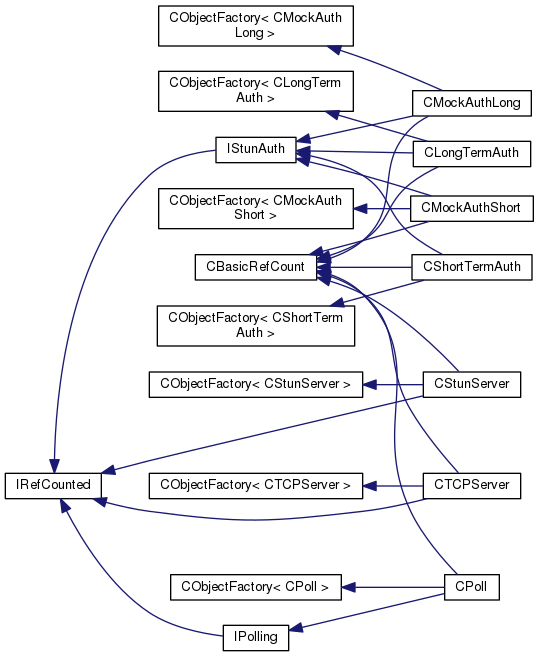 CObjectFactory< CMockAuth
Long >
CObjectFactory< CLongTerm
Auth >
CMockAuthLong
IStunAuth
CLongTermAuth
CObjectFactory< CMockAuth
Short >
CMockAuthShort
CBasicRefCount
CShortTermAuth
CObjectFactory< CShortTerm
Auth >
CObjectFactory< CStunServer >
CStunServer
IRefCounted
CObjectFactory< CTCPServer >
CTCPServer
CObjectFactory< CPoll >
CPoll
IPolling